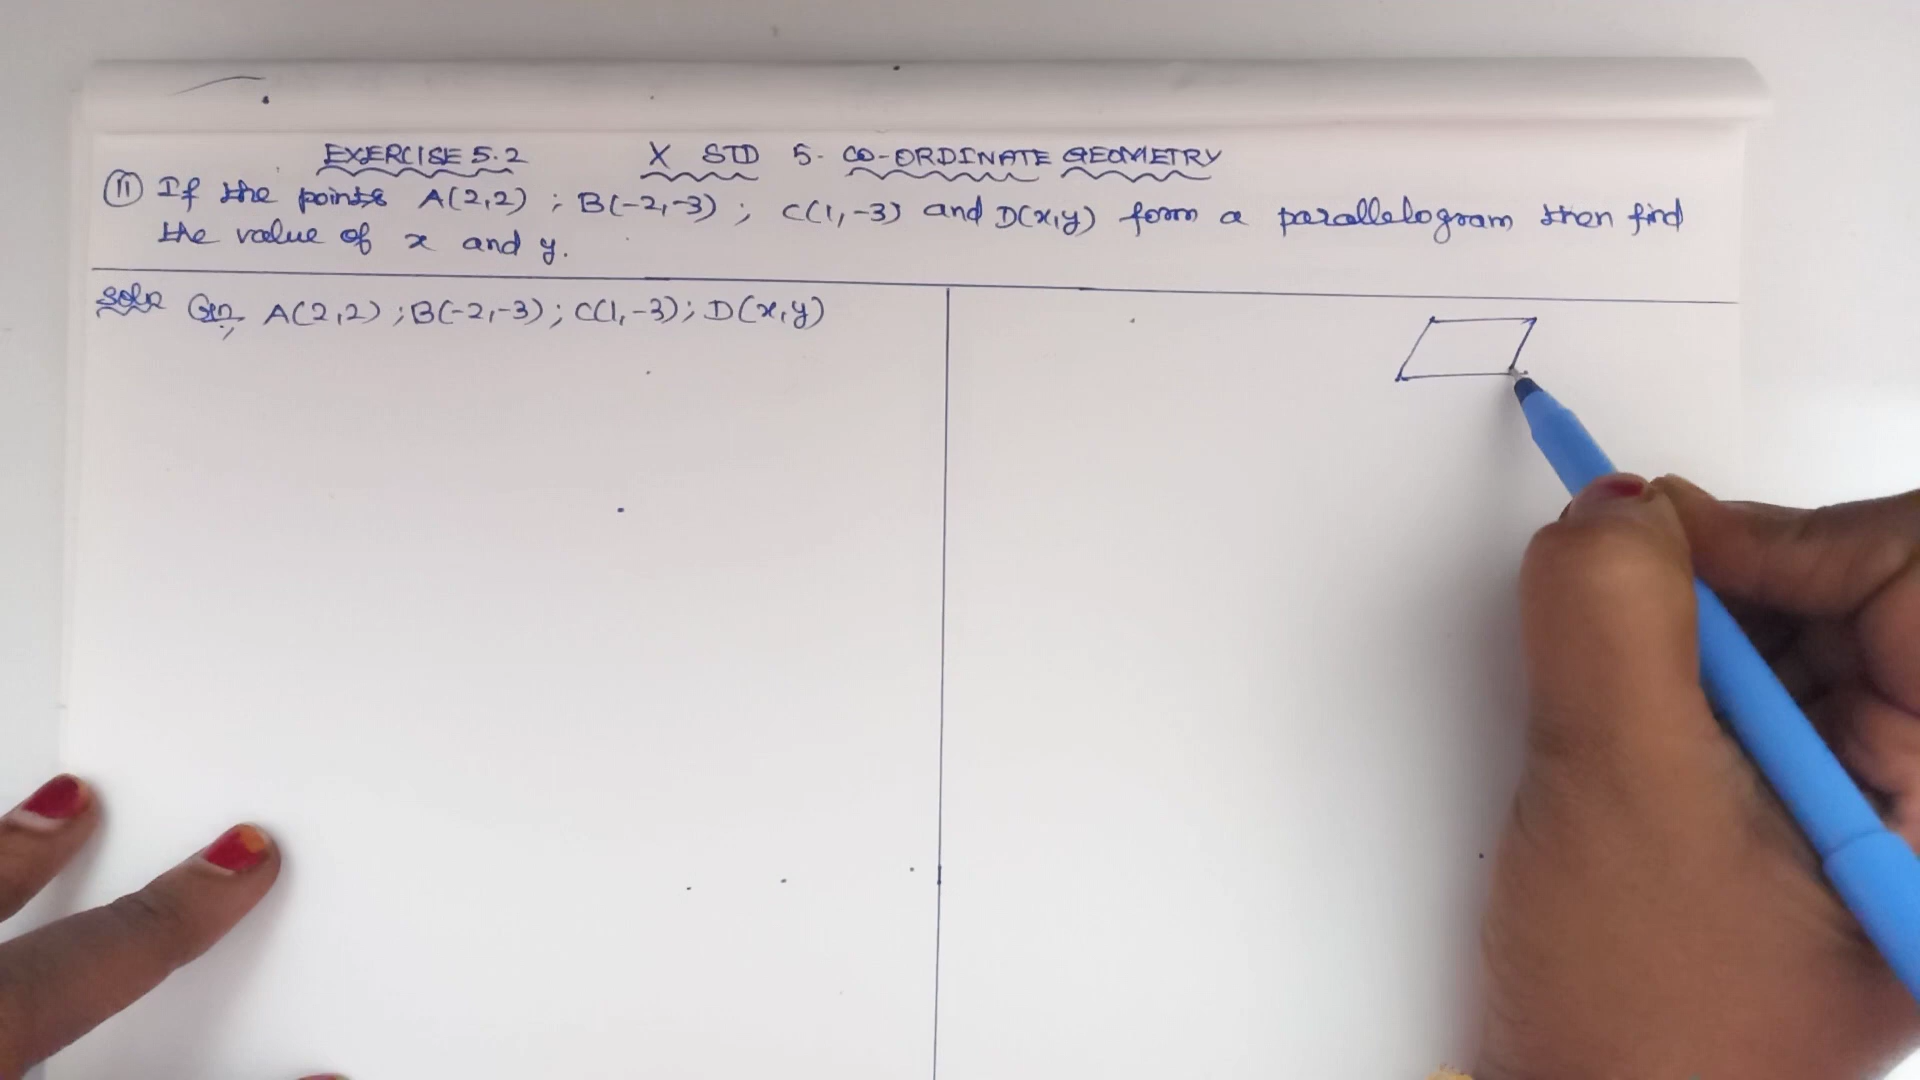 EXERCISE 5.2 X STD 5. CO-ORDINATE GEOMETRY
(11) If the points A(2,2) ; B(-2,-3) ; C(1,-3) and D(x,y) form a parallelogram then find
the value of x and y.
Soln Gn, A(2,2) ; B(-2,-3) ; C(1,-3) ; D(x,y)